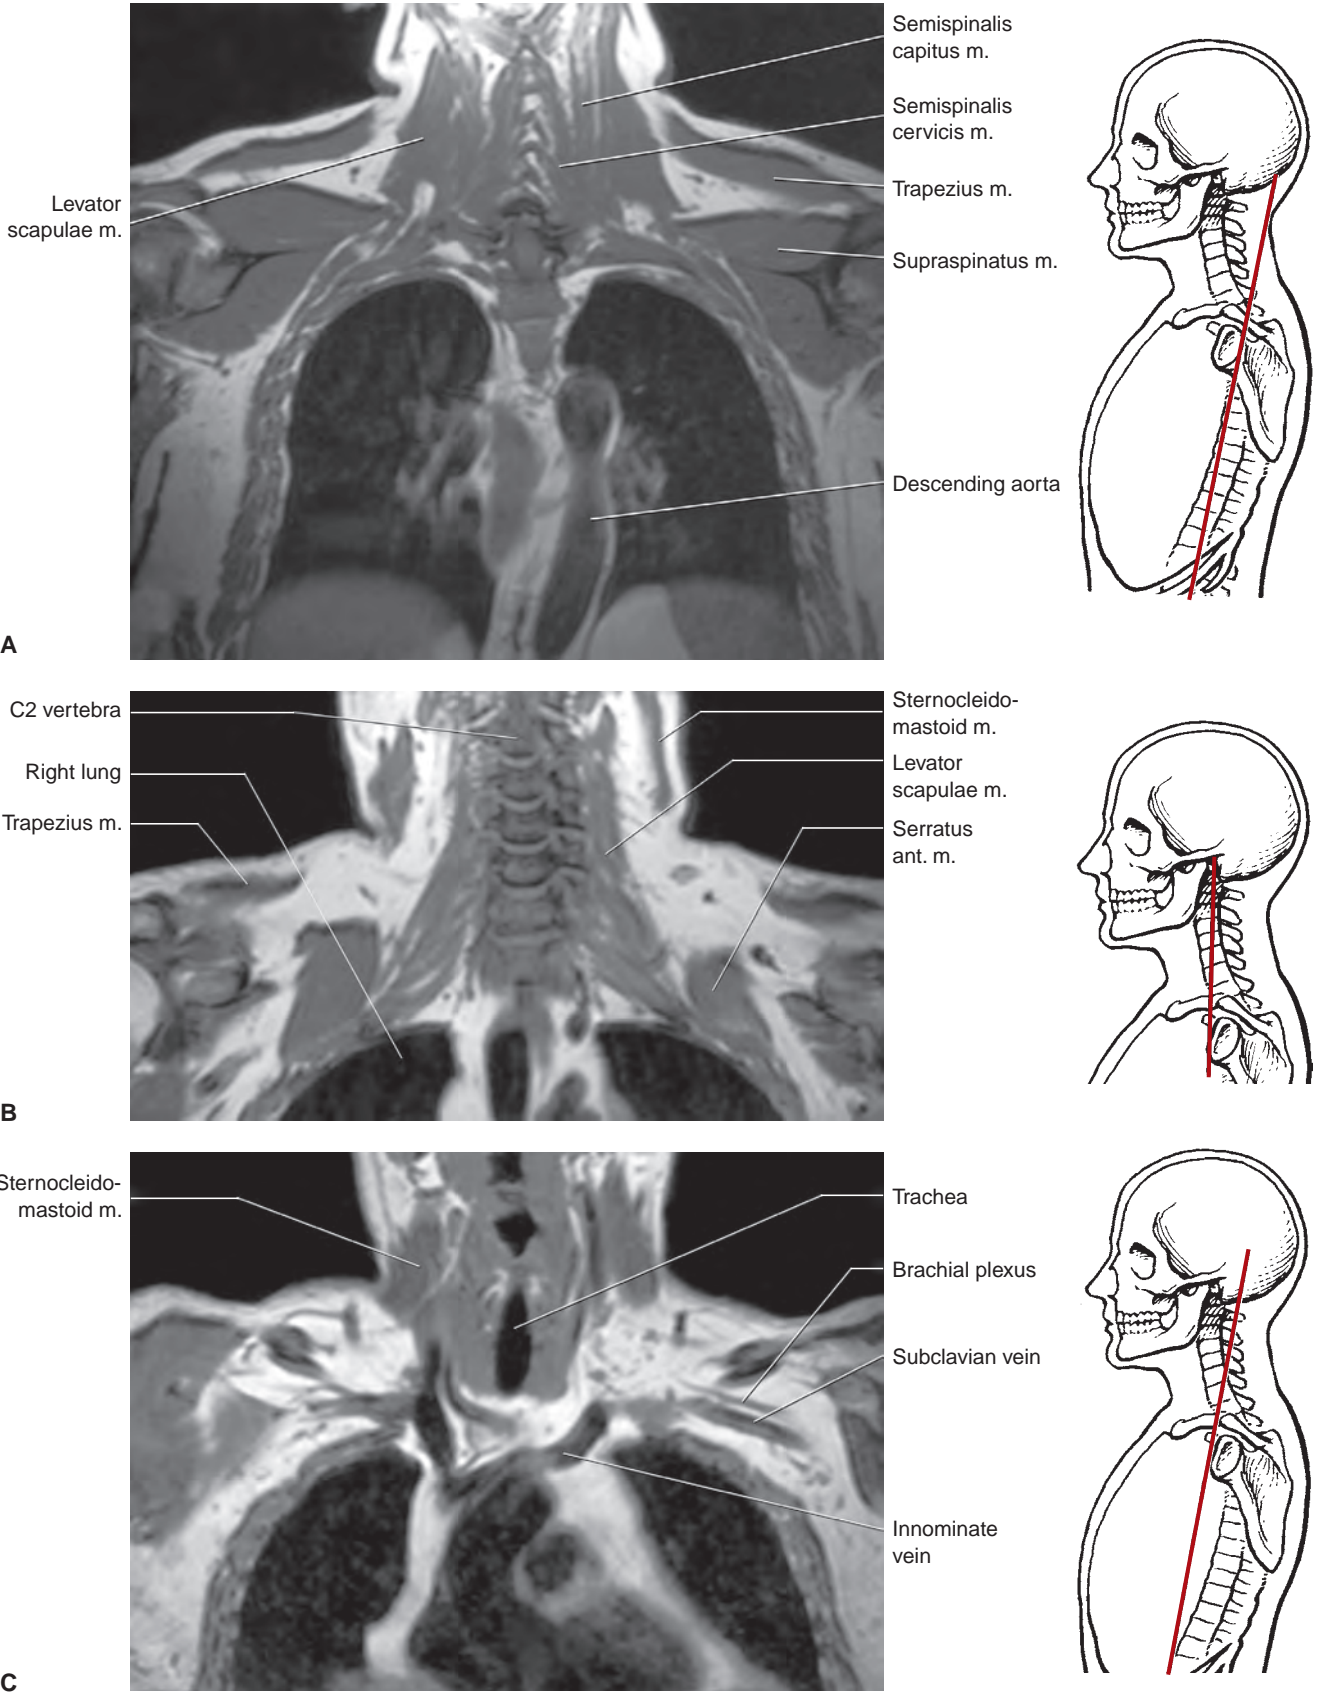 Semispinalis
capitus m.
Semispinalis
cervicis m.
Trapezius m.
Levator
scapulae m.
Supraspinatus m.
Descending aorta
A
C2 vertebra
Right lung
Trapezius m.
Sternocleido-
mastoid m.
Levator
scapulae m.
Serratus
ant. m.
B
Sternocleido-
mastoid m.
Trachea
Brachial plexus
Subclavian vein
Innominate
vein
C